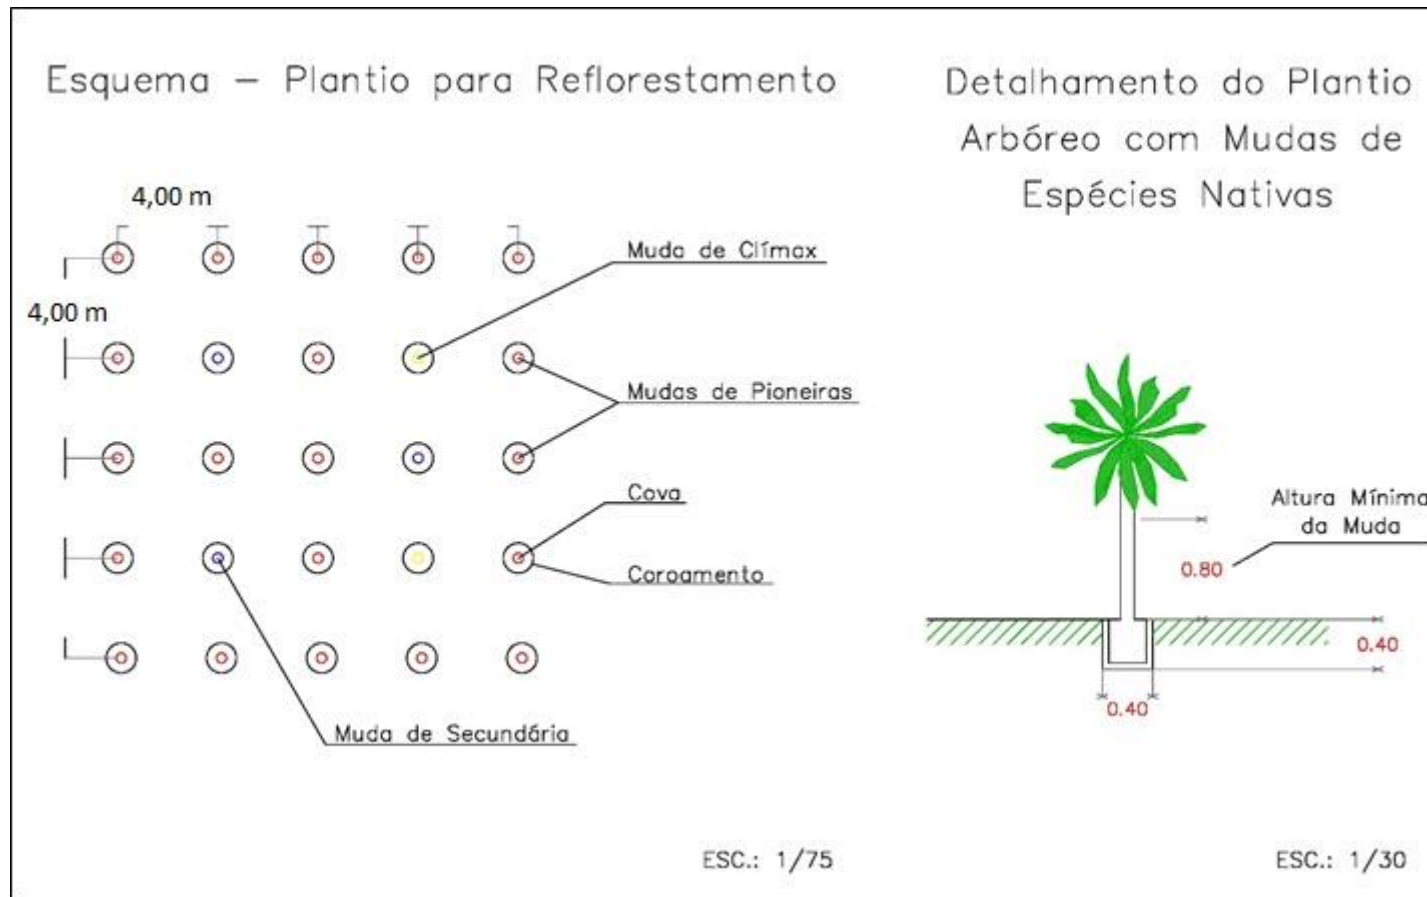 Esquema – Plantio para Reflorestamento
Detalhamento do Plantio
Arbóreo com Mudas de
Espécies Nativas
4,00 m
Muda de Clímax
4,00 m
Mudas de Pioneiras
Cova
Coroamento
Muda de Secundária
ESC.: 1/75
Altura Mínima
da Muda
0.80
0.40
0.40
ESC.: 1/30